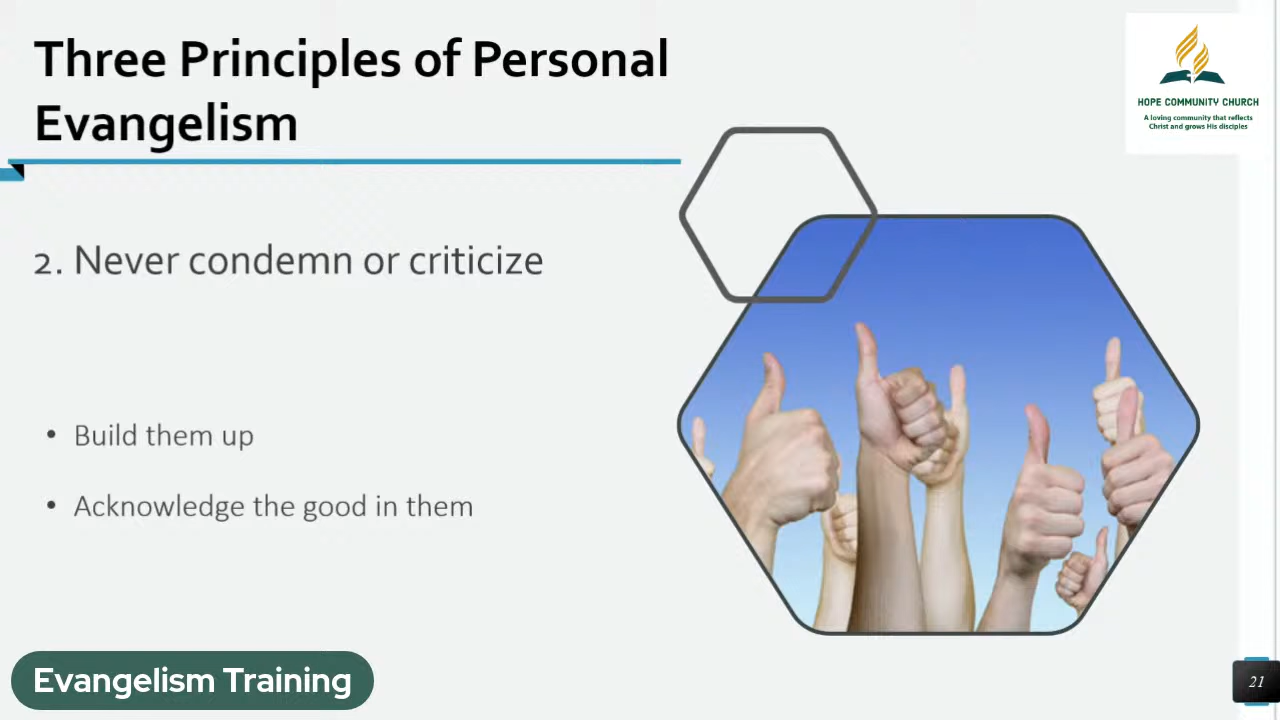 Three Principles of Personal
Evangelism
HOPE COMMUNITY CHURCH
A loving community that reflects
Christ and grows His disciples
2. Never condemn or criticize
• Build them up
• Acknowledge the good in them
Evangelism Training
21